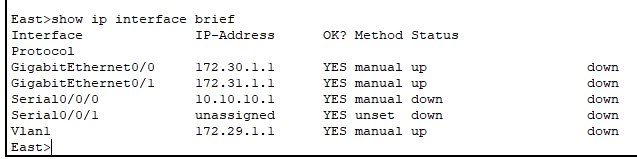 East>show ip interface brief
Interface IP-Address OK? Method Status
Protocol
GigabitEthernet0/0 172.30.1.1 YES manual up down
GigabitEthernet0/1 172.31.1.1 YES manual up down
Serial0/0/0 10.10.10.1 YES manual down down
Serial0/0/1 unassigned YES unset down down
Vlan1 172.29.1.1 YES manual up down
East>